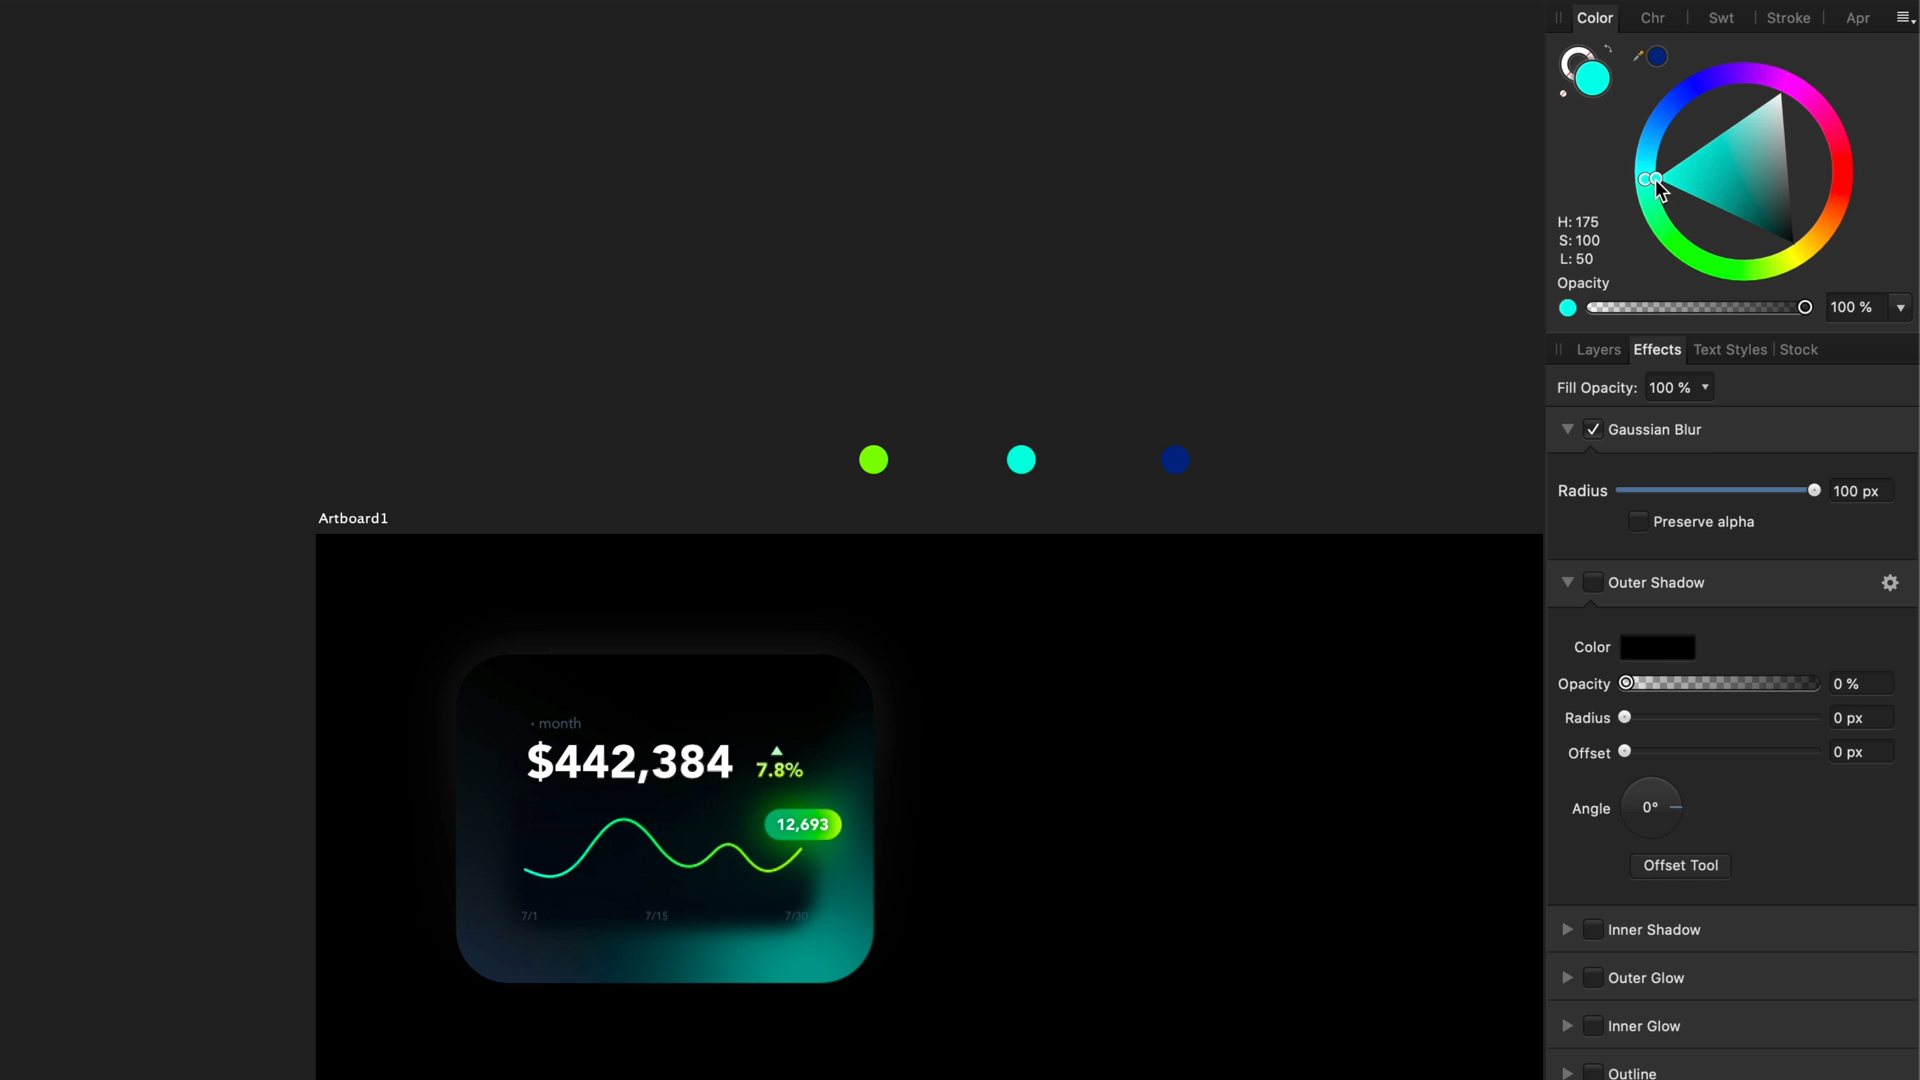 Color
Chr
Swt
Stroke
Apr
H: 175
S: 100
L: 50
Opacity
100 %
Layers
Effects
Text Styles
Stock
Fill Opacity: 100 %
Gaussian Blur
Radius
100 px
Preserve alpha
Artboard1
Outer Shadow
Color
Opacity
0 %
Radius
0 px
Offset
0 px
Angle
0°
Offset Tool
Inner Shadow
Outer Glow
Inner Glow
Outline
• month
$442,384
7.8%
12,693
7/1
7/15
7/30